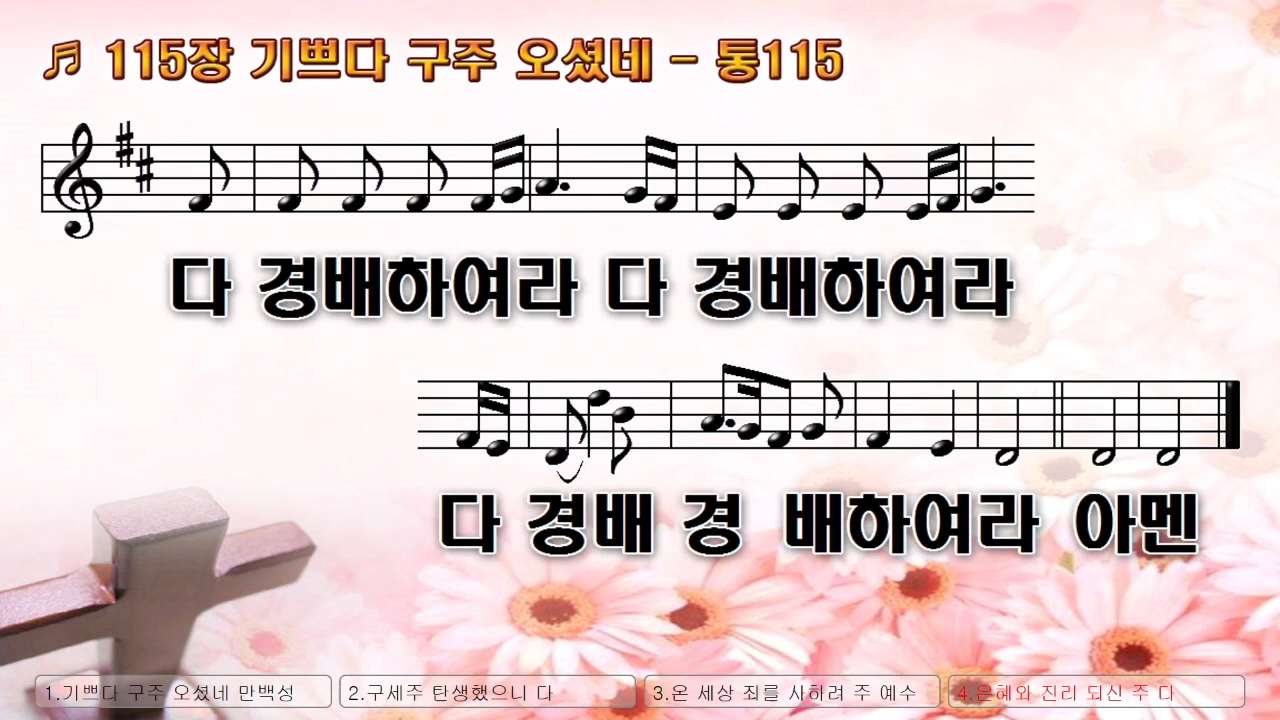 ♬ 115장 기쁘다 구주 오셨네 - 통115
다 경배하여라 다 경배하여라
다 경배 경 배하여라 아멘
1.기쁘다 구주 오셨네 만백성
2.구세주 탄생했으니 다
3.온 세상 죄를 사하려 주 예수
4.은혜와 진리 되신 주 다